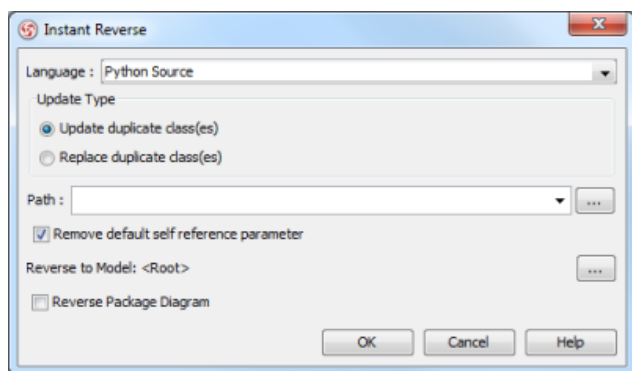 Instant Reverse
Language : Python Source
Update Type
Update duplicate class(es)
Replace duplicate class(es)
Path : ...
Remove default self reference parameter
Reverse to Model: <Root> ...
Reverse Package Diagram
OK Cancel Help